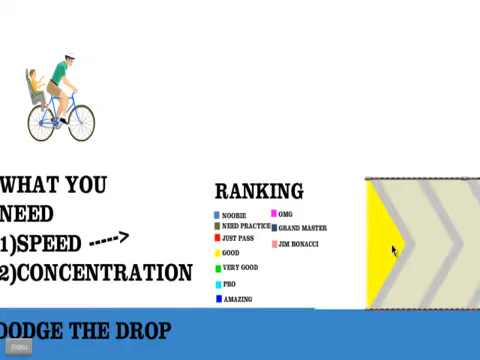 WHAT YOU
NEED
1)SPEED ----->
2)CONCENTRATION
RANKING
NOOBIE
NEED PRACTICE
JUST PASS
GOOD
VERY GOOD
PRO
AMAZING
OMG
GRAND MASTER
JIM BONACCI
DODGE THE DROP
menu